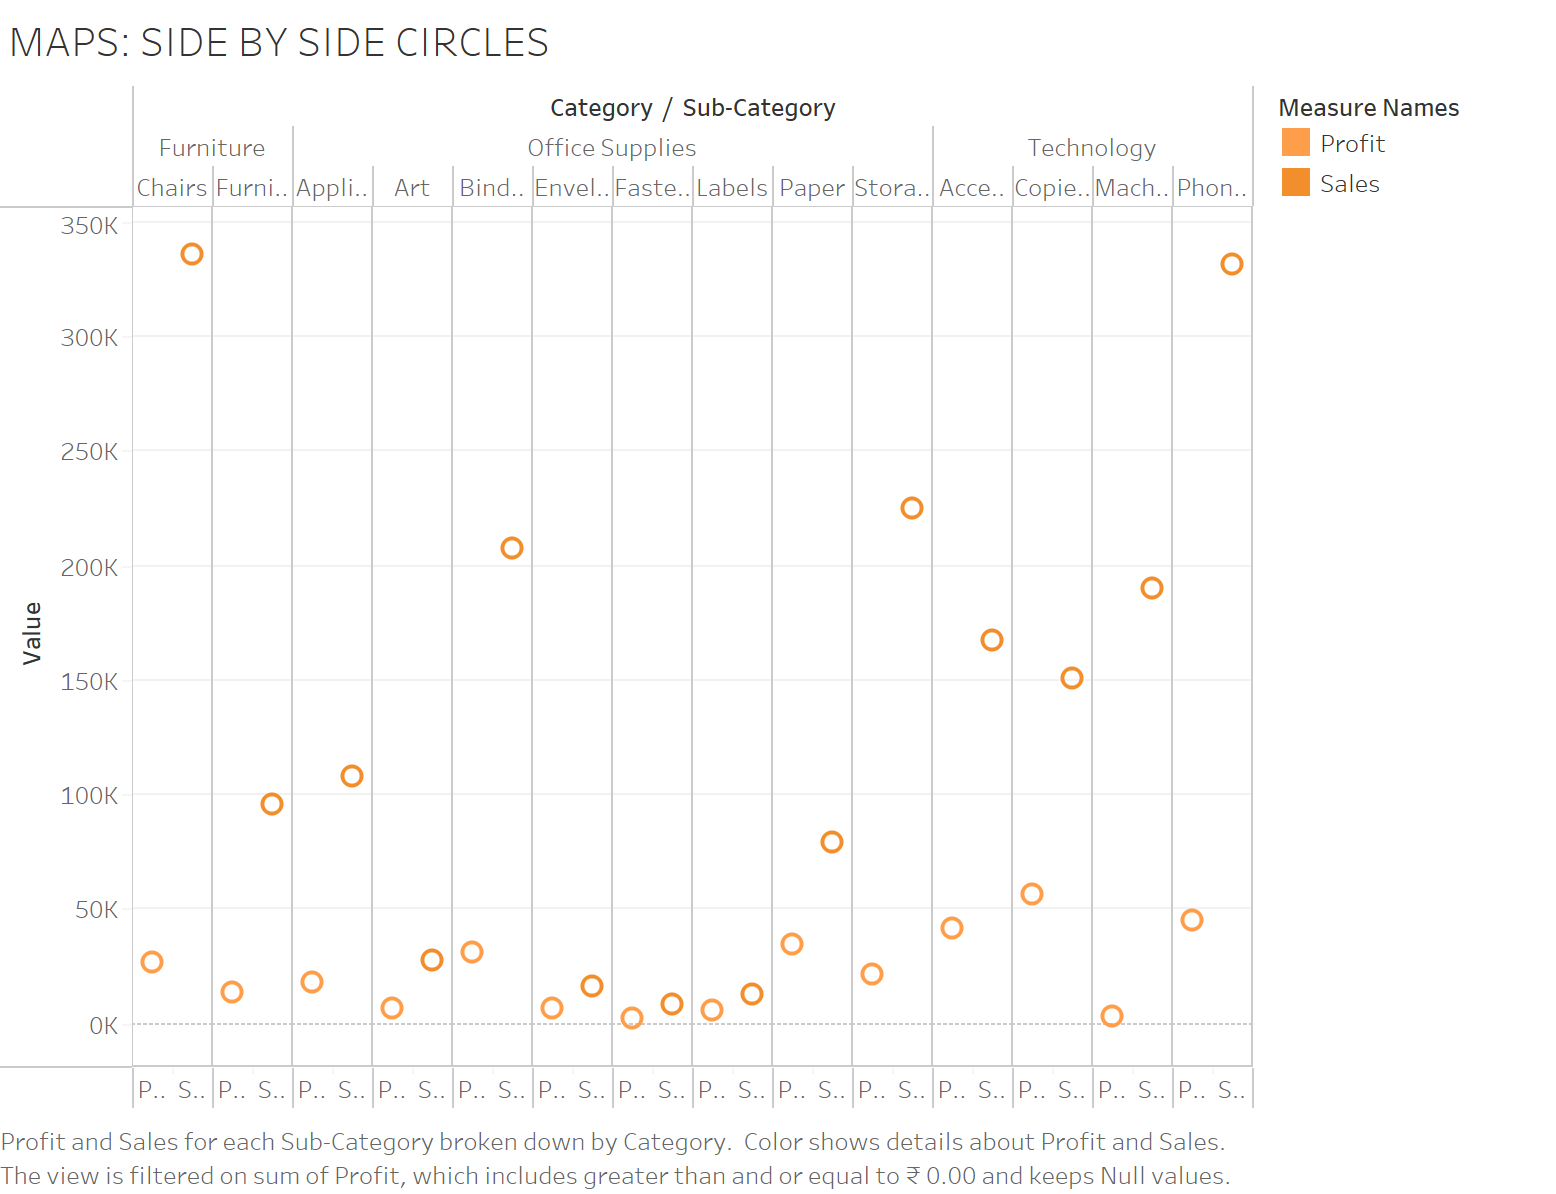 MAPS: SIDE BY SIDE CIRCLES
Category / Sub-Category
Measure Names
Furniture Office Supplies Technology
Profit
Chairs Furni.. Appli.. Art Bind.. Envel.. Faste.. Labels Paper Stora.. Acce.. Copie.. Mach.. Phon..
Sales
350K
300K
250K
200K
150K
100K
50K
0K
Value
P.. S.. P.. S.. P.. S.. P.. S.. P.. S.. P.. S.. P.. S.. P.. S.. P.. S.. P.. S.. P.. S.. P.. S.. P.. S.. P.. S..
Profit and Sales for each Sub-Category broken down by Category.  Color shows details about Profit and Sales.
The view is filtered on sum of Profit, which includes greater than and or equal to ₹ 0.00 and keeps Null values.